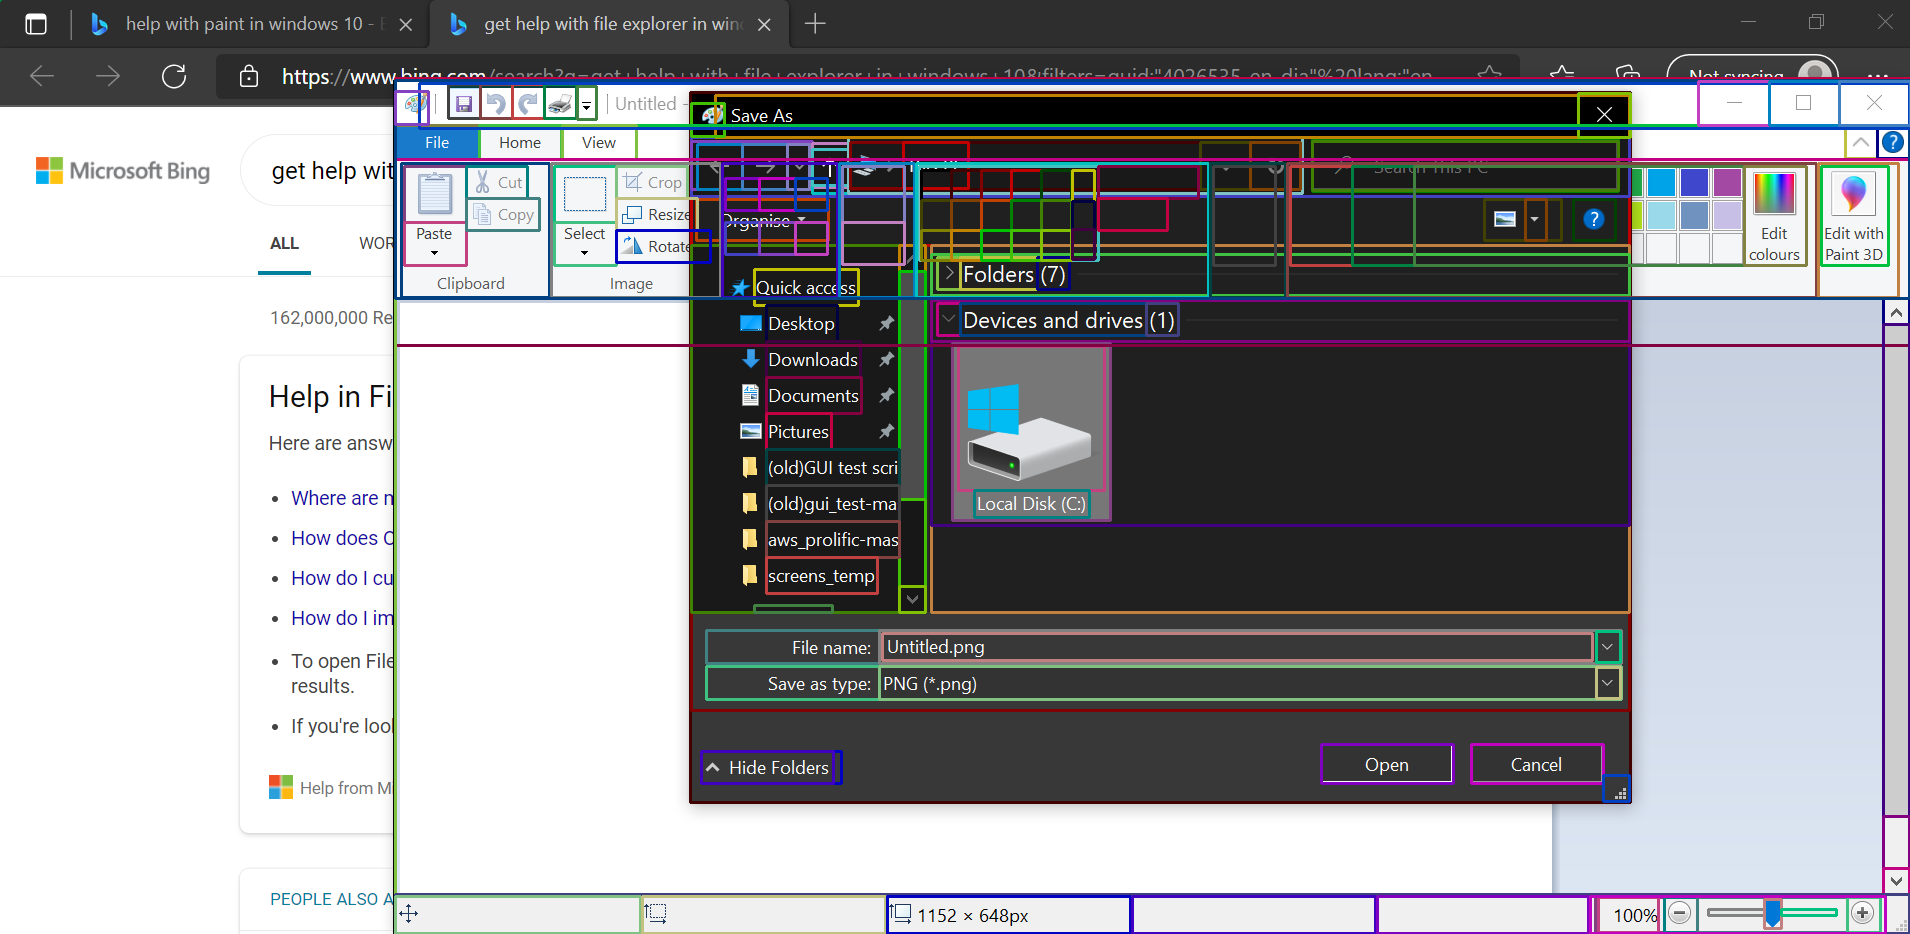 help with paint in windows 10 -
get help with file explorer in win
https://www.bing.com/search?q=get+help+with+file+explorer+in+windows+10&filters=guid:"4026535-en-dia"%20lang:"en
Not syncing
Untitled -
Save As
File
Home
View
Microsoft Bing
get help wit
Search This PC
Cut
Copy
Paste
Clipboard
Crop
Resize
Rotate
Select
Image
Organise
Edit
colours
Edit with
Paint 3D
ALL
WOR
162,000,000 Re
Quick access
Desktop
Downloads
Documents
Pictures
(old)GUI test scri
(old)gui_test-ma
aws_prolific-mas
screens_temp
Folders (7)
Devices and drives (1)
Local Disk (C:)
Help in Fi
Here are answ
Where are m
How does C
How do I cu
How do I im
To open File
results.
If you're loo
Help from Mi
PEOPLE ALSO A
File name: Untitled.png
Save as type: PNG (*.png)
Hide Folders
Open
Cancel
1152 × 648px
100%